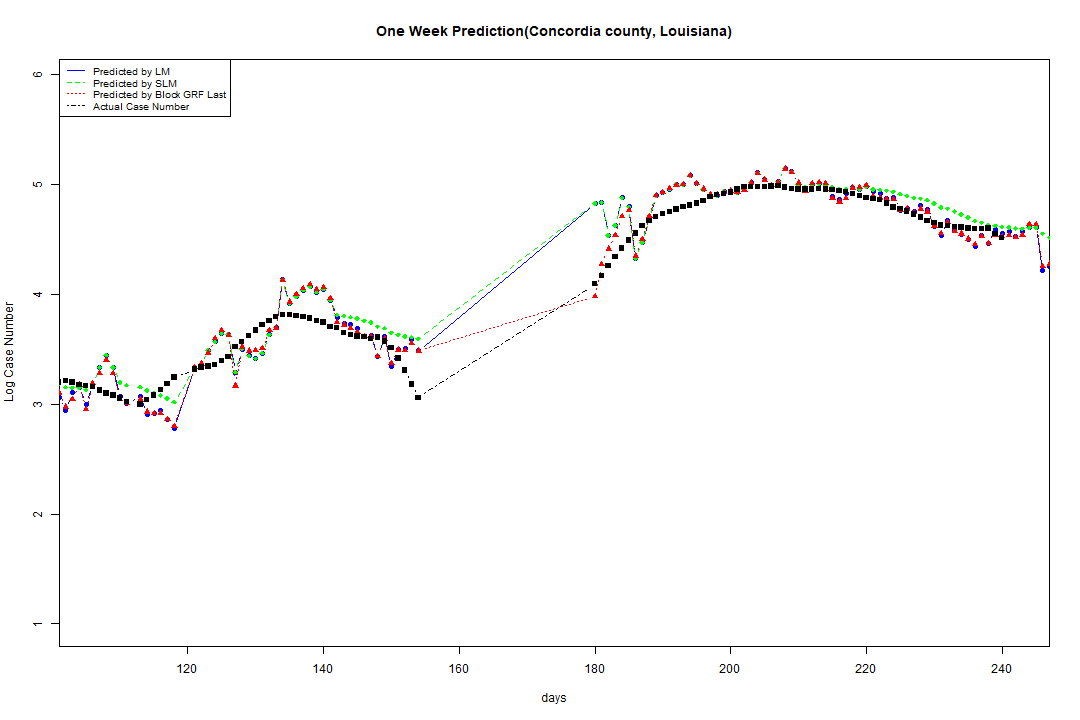 One Week Prediction(Concordia county, Louisiana)
Predicted by LM
Predicted by SLM
Predicted by Block GRF Last
Actual Case Number
6
5
4
3
2
1
Log Case Number
120 140 160 180 200 220 240
days